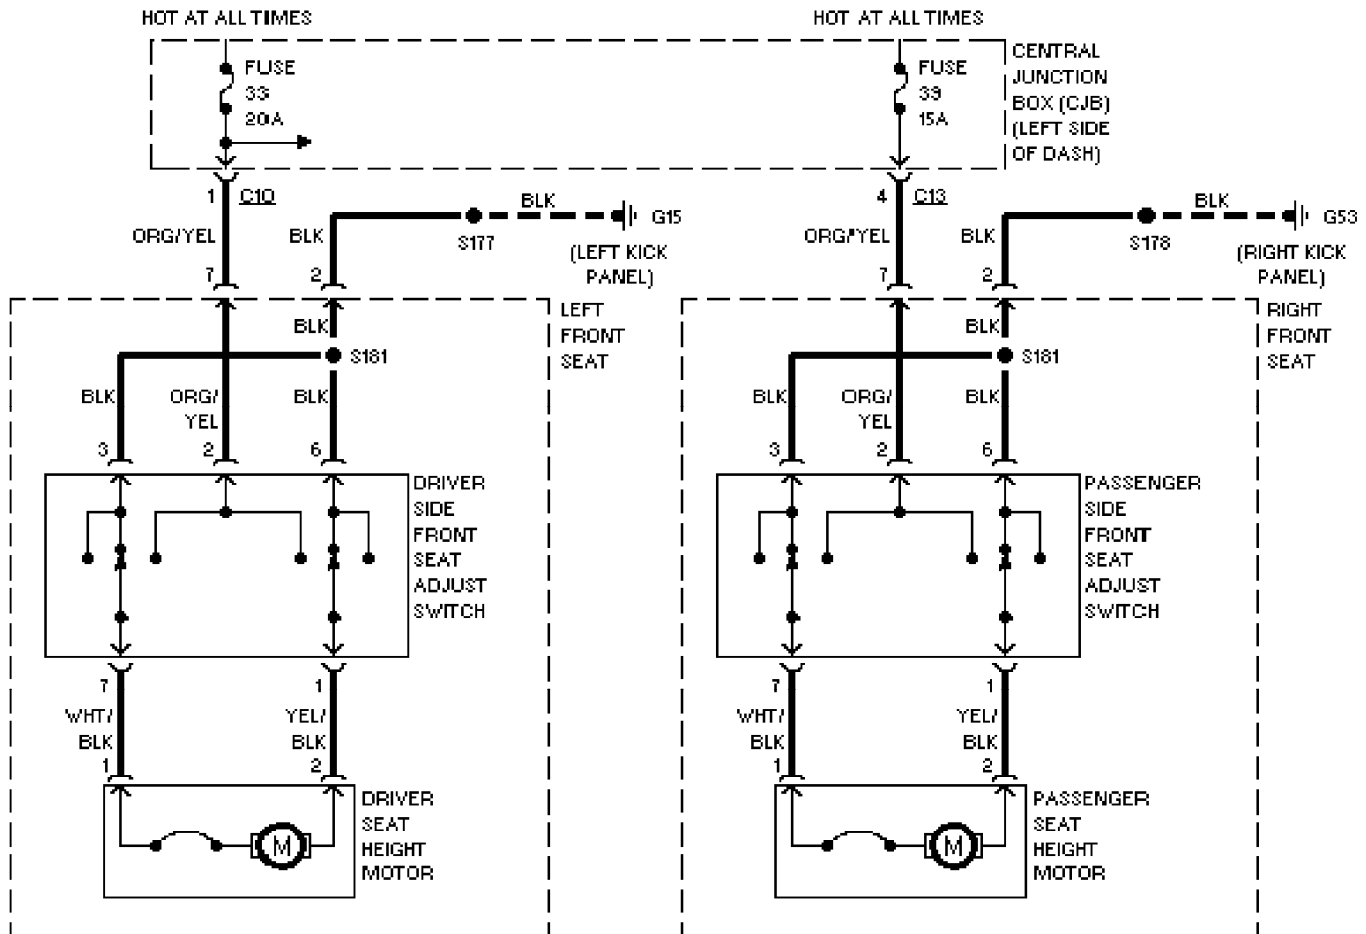 HOT AT ALL TIMES
HOT AT ALL TIMES
FUSE
33
20A
FUSE
39
15A
CENTRAL
JUNCTION
BOX (CJB)
(LEFT SIDE
OF DASH)
1
C10
BLK
G15
(LEFT KICK
PANEL)
S177
ORG/YEL
BLK
7
2
4
C13
BLK
G53
(RIGHT KICK
PANEL)
S178
ORG/YEL
BLK
7
2
LEFT
FRONT
SEAT
BLK
S181
BLK
ORG/
YEL
BLK
3
2
6
DRIVER
SIDE
FRONT
SEAT
ADJUST
SWITCH
7
1
WHT/
BLK
YEL/
BLK
1
2
DRIVER
SEAT
HEIGHT
MOTOR
M
RIGHT
FRONT
SEAT
BLK
S181
BLK
ORG/
YEL
BLK
3
2
6
PASSENGER
SIDE
FRONT
SEAT
ADJUST
SWITCH
7
1
WHT/
BLK
YEL/
BLK
1
2
PASSENGER
SEAT
HEIGHT
MOTOR
M